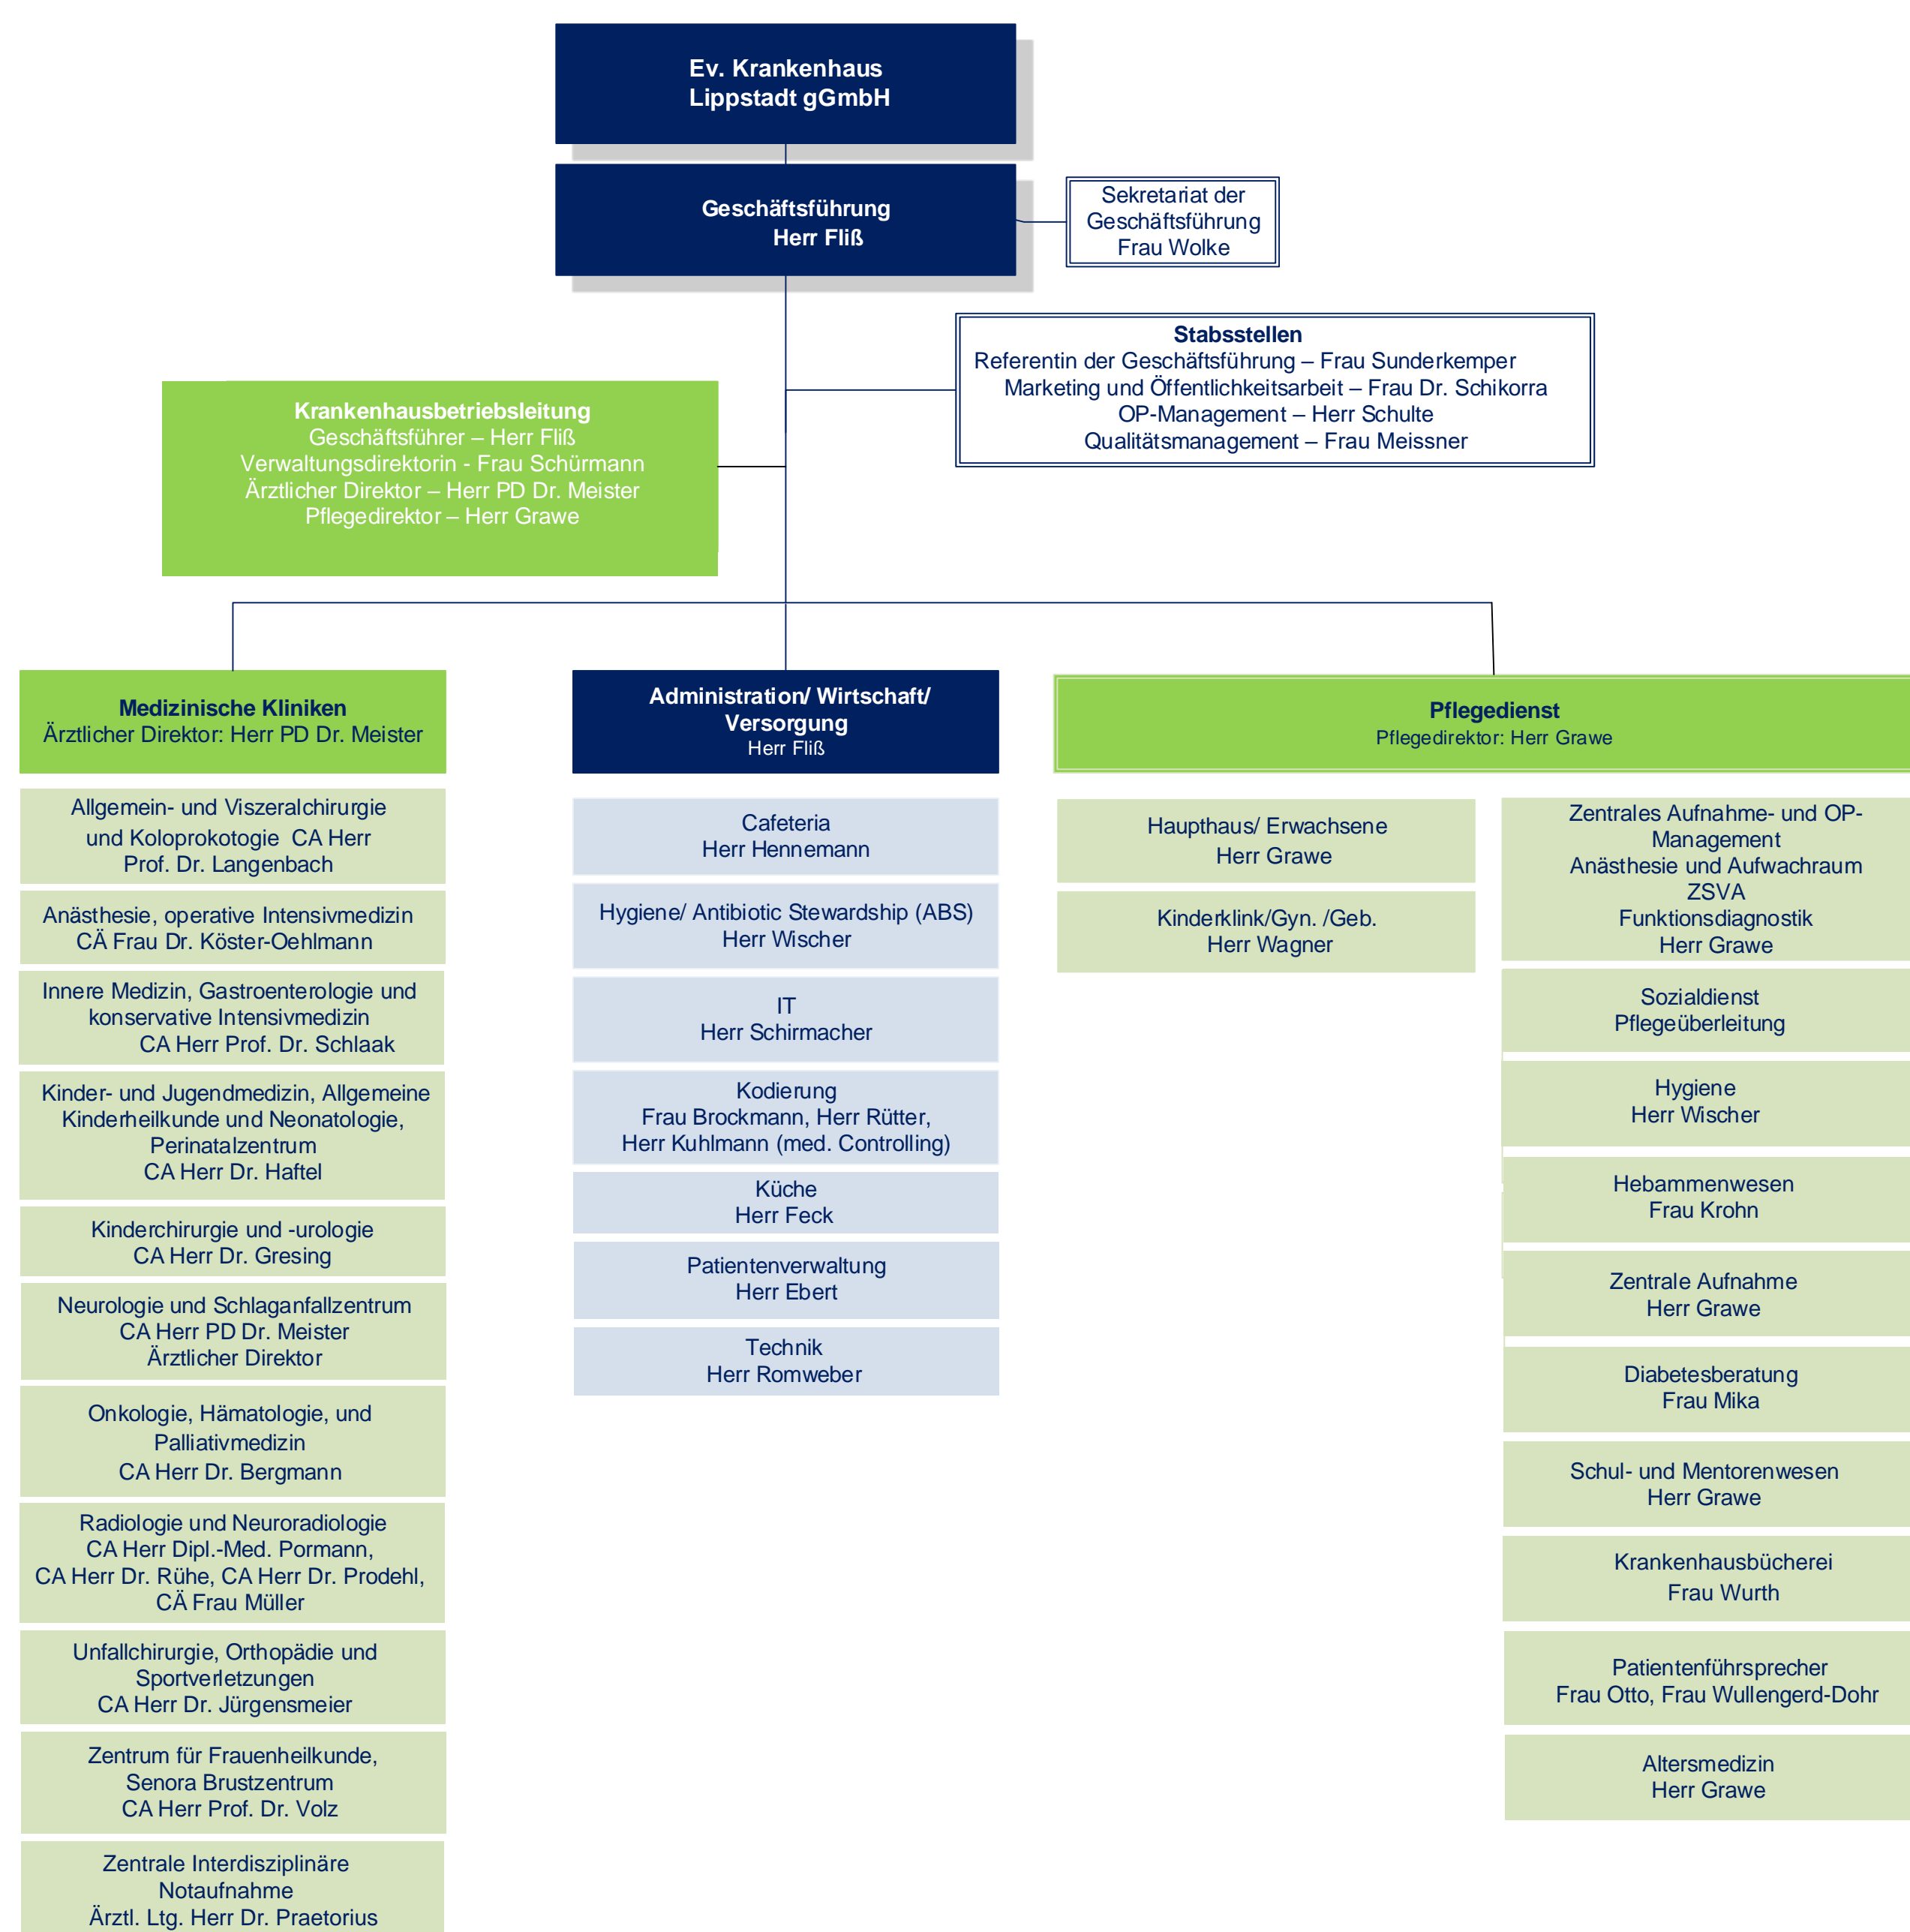 Ev. Krankenhaus
Lippstadt gGmbH
Geschäftsführung
Herr Fliß
Sekretariat der
Geschäftsführung
Frau Wolke
Stabsstellen
Referentin der Geschäftsführung – Frau Sunderkemper
Marketing und Öffentlichkeitsarbeit – Frau Dr. Schikorra
OP-Management – Herr Schulte
Qualitätsmanagement – Frau Meissner
Krankenhausbetriebsleitung
Geschäftsführer – Herr Fliß
Verwaltungsdirektorin - Frau Schürmann
Ärztlicher Direktor – Herr PD Dr. Meister
Pflegedirektor – Herr Grawe
Medizinische Kliniken
Ärztlicher Direktor: Herr PD Dr. Meister
Allgemein- und Viszeralchirurgie
und Koloprokotogie CA Herr
Prof. Dr. Langenbach
Anästhesie, operative Intensivmedizin
CÄ Frau Dr. Köster-Oehlmann
Innere Medizin, Gastroenterologie und
konservative Intensivmedizin
CA Herr Prof. Dr. Schlaak
Kinder- und Jugendmedizin, Allgemeine
Kinderheilkunde und Neonatologie,
Perinatalzentrum
CA Herr Dr. Haftel
Kinderchirurgie und -urologie
CA Herr Dr. Gresing
Neurologie und Schlaganfallzentrum
CA Herr PD Dr. Meister
Ärztlicher Direktor
Onkologie, Hämatologie, und
Palliativmedizin
CA Herr Dr. Bergmann
Radiologie und Neuroradiologie
CA Herr Dipl.-Med. Pormann,
CA Herr Dr. Rühe, CA Herr Dr. Prodehl,
CÄ Frau Müller
Unfallchirurgie, Orthopädie und
Sportverletzungen
CA Herr Dr. Jürgensmeier
Zentrum für Frauenheilkunde,
Senora Brustzentrum
CA Herr Prof. Dr. Volz
Zentrale Interdisziplinäre
Notaufnahme
Ärztl. Ltg. Herr Dr. Praetorius
Administration/ Wirtschaft/
Versorgung
Herr Fliß
Cafeteria
Herr Hennemann
Hygiene/ Antibiotic Stewardship (ABS)
Herr Wischer
IT
Herr Schirmacher
Kodierung
Frau Brockmann, Herr Rütter,
Herr Kuhlmann (med. Controlling)
Küche
Herr Feck
Patientenverwaltung
Herr Ebert
Technik
Herr Romweber
Pflegedienst
Pflegedirektor: Herr Grawe
Haupthaus/ Erwachsene
Herr Grawe
Kinderklink/Gyn. /Geb.
Herr Wagner
Zentrales Aufnahme- und OP-
Management
Anästhesie und Aufwachraum
ZSVA
Funktionsdiagnostik
Herr Grawe
Sozialdienst
Pflegeüberleitung
Hygiene
Herr Wischer
Hebammenwesen
Frau Krohn
Zentrale Aufnahme
Herr Grawe
Diabetesberatung
Frau Mika
Schul- und Mentorenwesen
Herr Grawe
Krankenhausbücherei
Frau Wurth
Patientenführsprecher
Frau Otto, Frau Wullengerd-Dohr
Altersmedizin
Herr Grawe